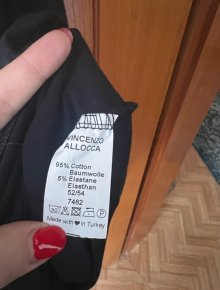 VINCENZO
ALLOCCA
95% Cotton
Baumwolle
5% Elastane
Elasthan
52/54
7462
Made with ❤ in Turkey